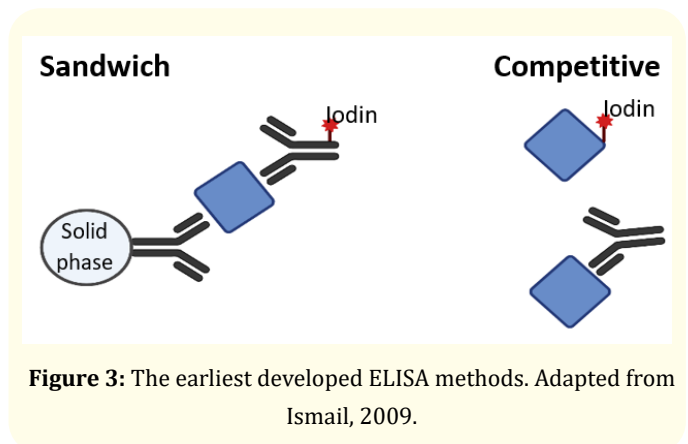 Sandwich
Competitive
Iodin
Iodin
Solid
phase
Figure 3: The earliest developed ELISA methods. Adapted from
Ismail, 2009.